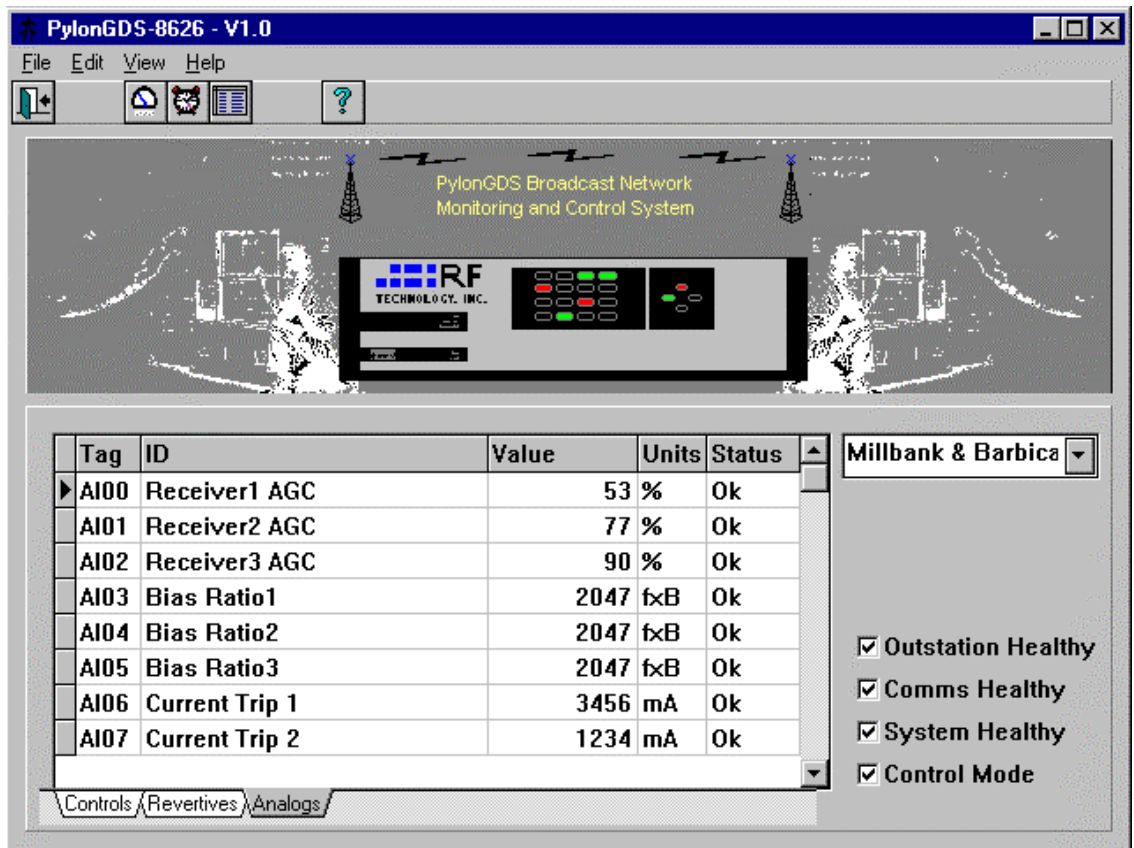 PylonGDS-8626 - V1.0
File Edit View Help
?
PylonGDS Broadcast Network
Monitoring and Control System
RF
TECHNOLOGY, INC.
Tag ID Value Units Status
AI00 Receiver1 AGC 53 % Ok
AI01 Receiver2 AGC 77 % Ok
AI02 Receiver3 AGC 90 % Ok
AI03 Bias Ratio1 2047 fxB Ok
AI04 Bias Ratio2 2047 fxB Ok
AI05 Bias Ratio3 2047 fxB Ok
AI06 Current Trip 1 3456 mA Ok
AI07 Current Trip 2 1234 mA Ok
Millbank & Barbica
Outstation Healthy
Comms Healthy
System Healthy
Control Mode
Controls Revertives Analogs